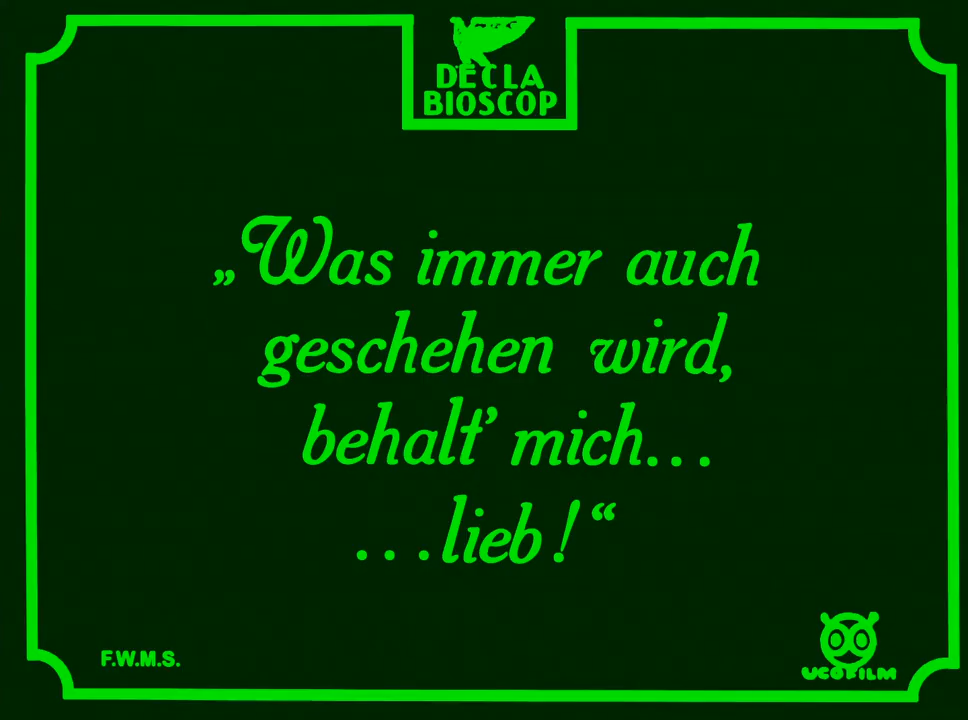 DECLA
BIOSCOP
„Was immer auch
geschehen wird,
behalt’ mich...
...lieb!“
F.W.M.S.
UCOFILM